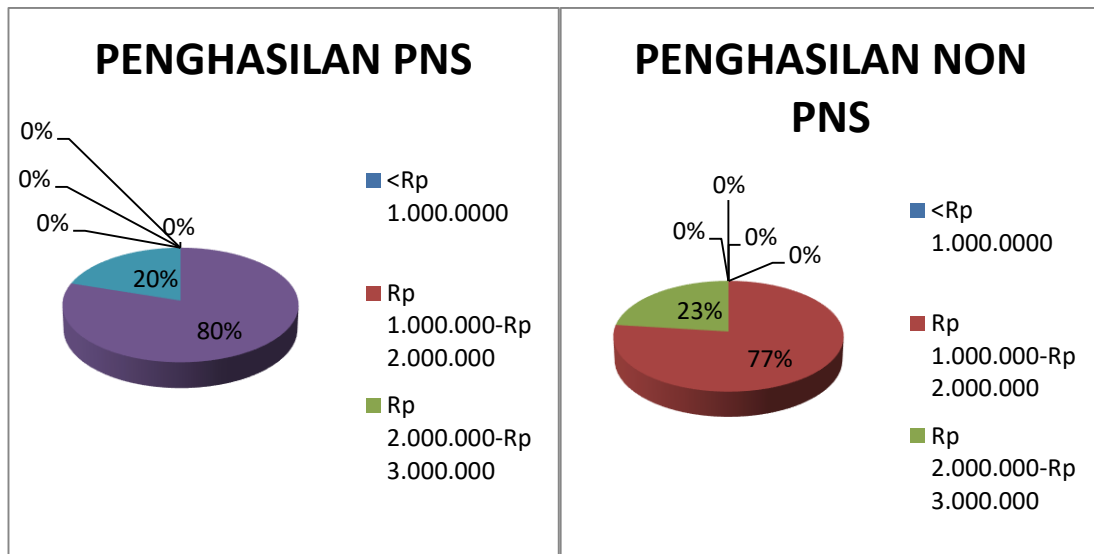 PENGHASILAN PNS
0%
0%
0%
0%
20%
80%
<Rp
1.000.0000
Rp
1.000.000-Rp
2.000.000
Rp
2.000.000-Rp
3.000.000
PENGHASILAN NON
PNS
0%
0%
0%
0%
23%
77%
<Rp
1.000.0000
Rp
1.000.000-Rp
2.000.000
Rp
2.000.000-Rp
3.000.000